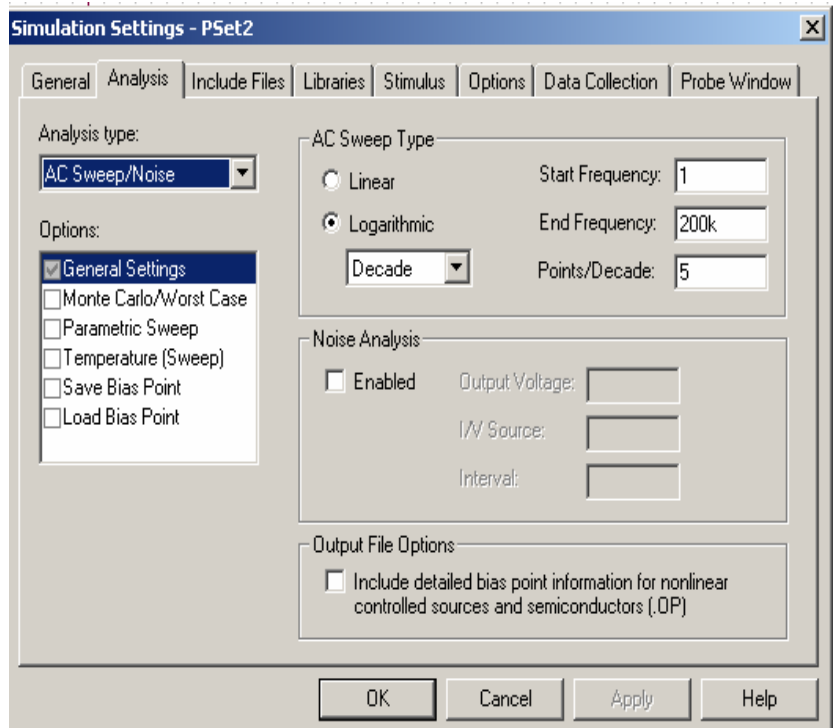 Simulation Settings - PSet2
General Analysis Include Files Libraries Stimulus Options Data Collection Probe Window
Analysis type:
AC Sweep/Noise
Options:
General Settings
Monte Carlo/Worst Case
Parametric Sweep
Temperature (Sweep)
Save Bias Point
Load Bias Point
AC Sweep Type
Linear
Logarithmic
Decade
Start Frequency: 1
End Frequency: 200k
Points/Decade: 5
Noise Analysis
Enabled
Output Voltage:
I/V Source:
Interval:
Output File Options
Include detailed bias point information for nonlinear
controlled sources and semiconductors (.OP)
OK Cancel Apply Help